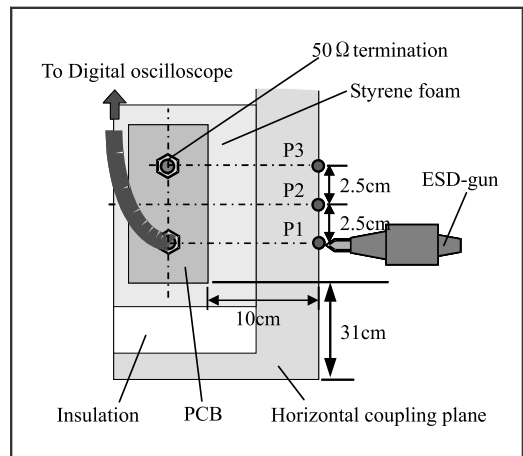 50Ω termination
To Digital oscilloscope
Styrene foam
P3
P2
2.5cm
ESD-gun
P1
2.5cm
10cm
31cm
Insulation
PCB
Horizontal coupling plane